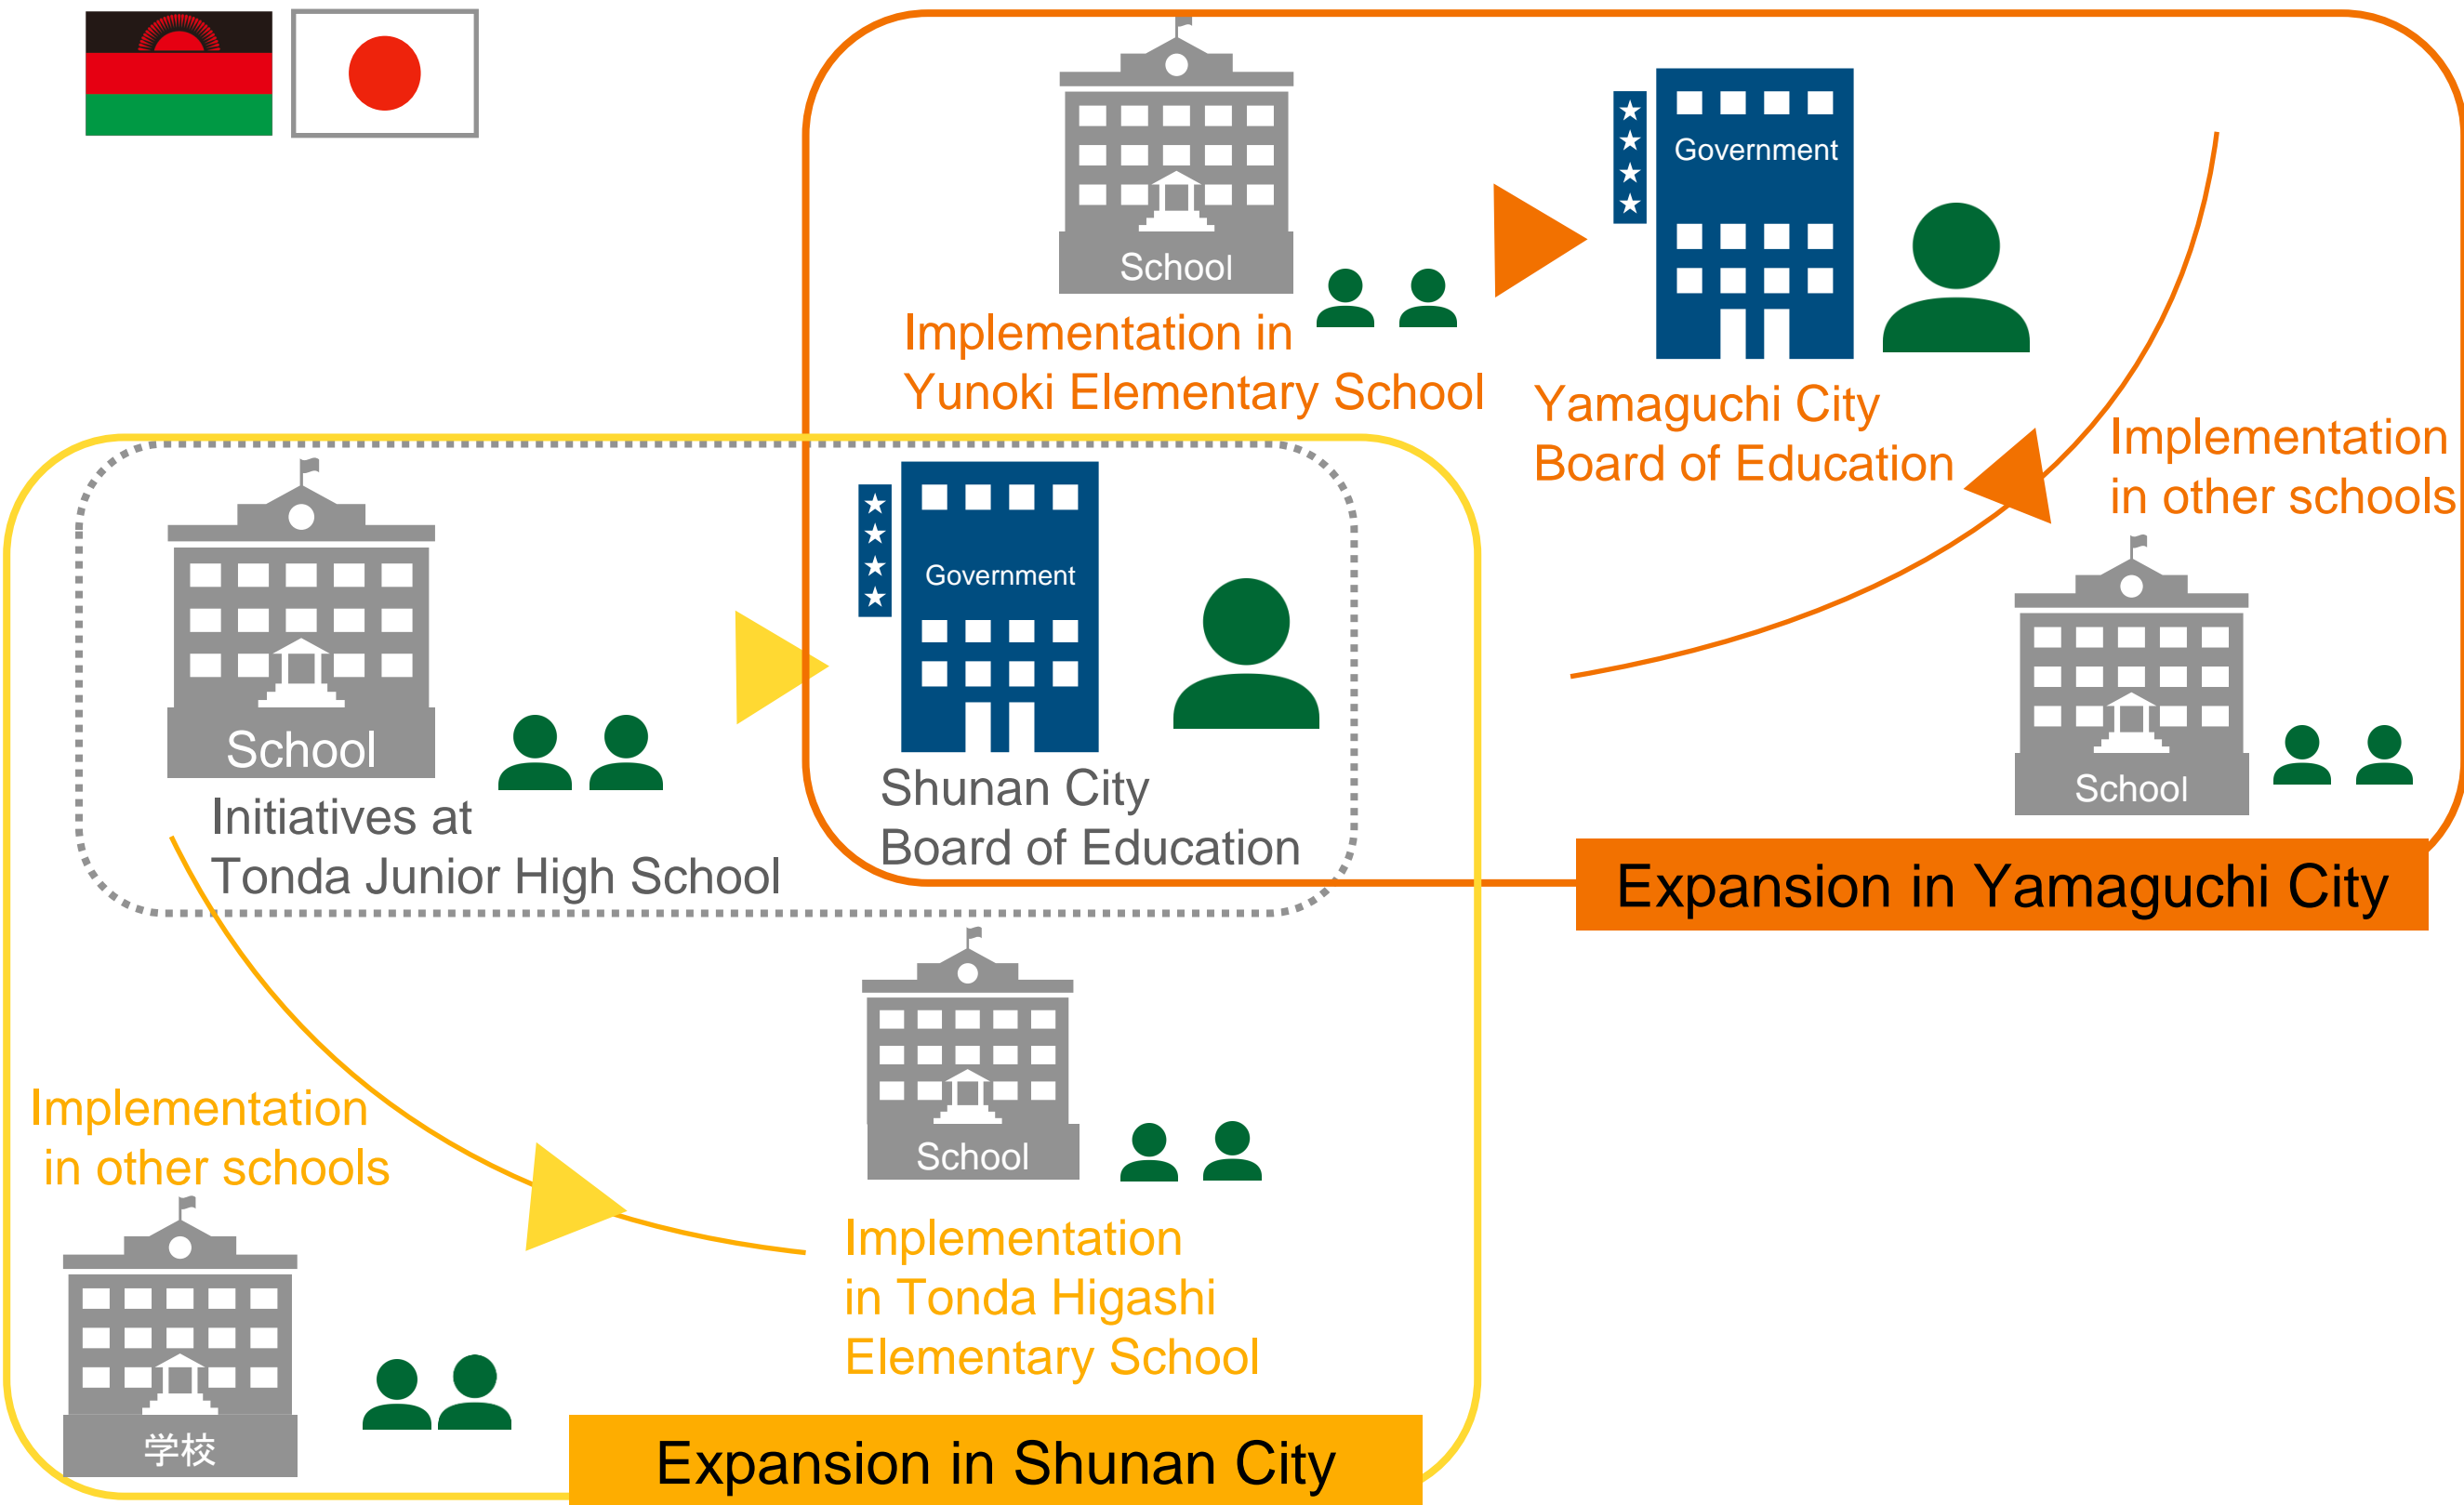 School
Implementation in
Yunoki Elementary School
Government
Yamaguchi City
Board of Education
Implementation
in other schools
School
School
Initiatives at
Tonda Junior High School
Government
Shunan City
Board of Education
Expansion in Yamaguchi City
School
Implementation
in Tonda Higashi
Elementary School
Implementation
in other schools
学校
Expansion in Shunan City